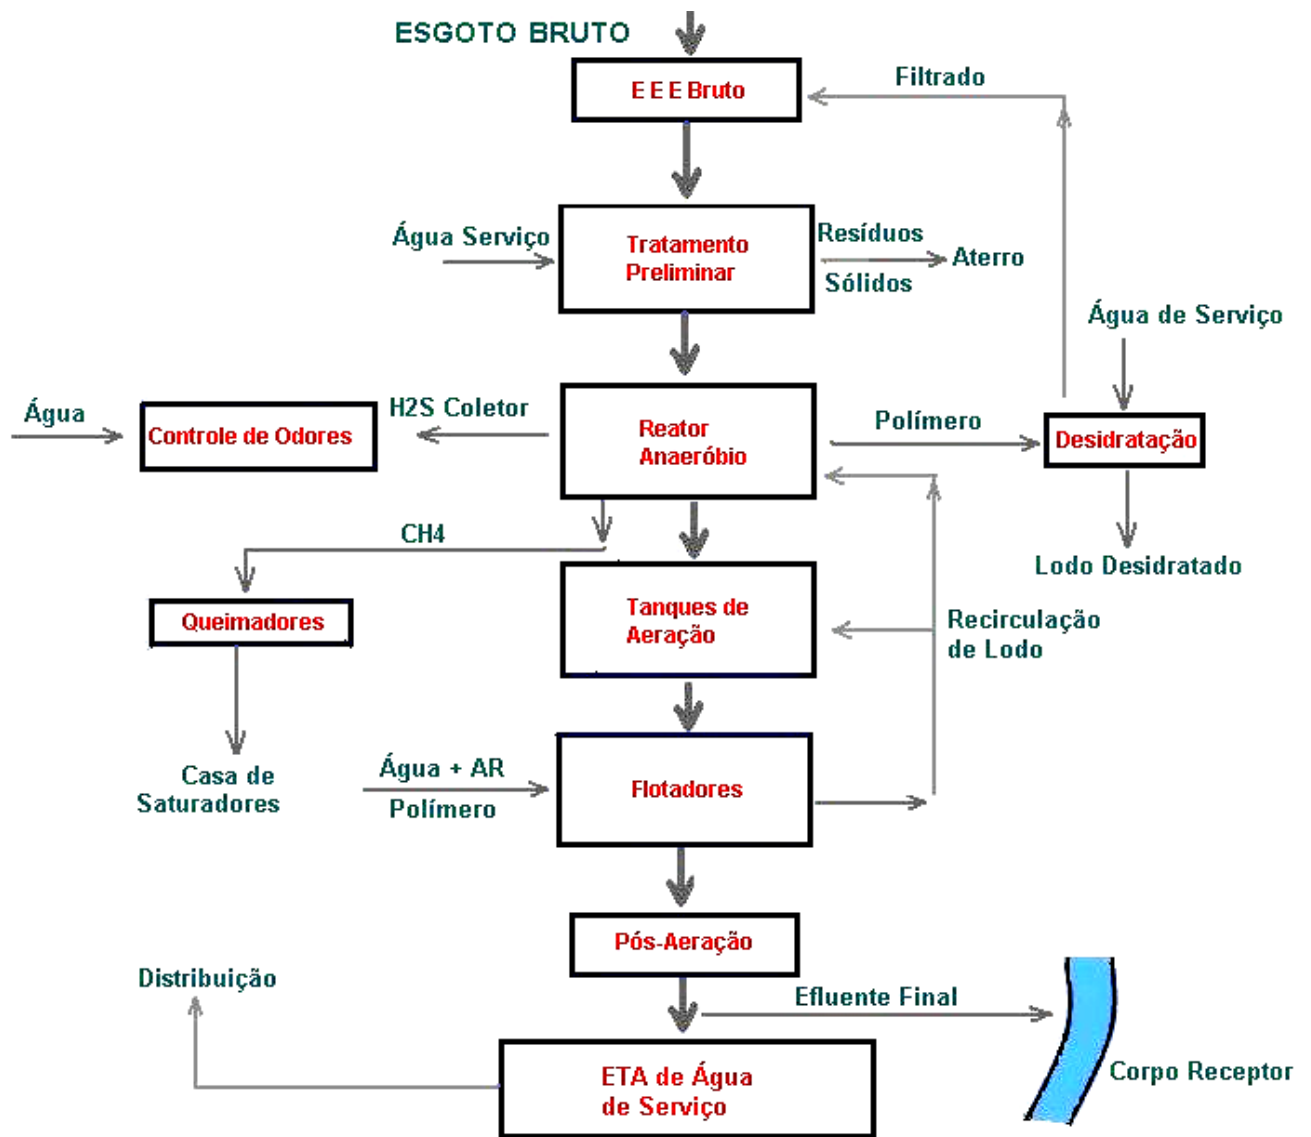 ESGOTO BRUTO
E E E Bruto
Filtrado
Água Serviço
Tratamento
Preliminar
Resíduos
Sólidos
Aterro
Água de Serviço
Água
Controle de Odores
H2S Coletor
Reator
Anaeróbio
Polímero
Desidratação
CH4
Lodo Desidratado
Queimadores
Tanques de
Aeração
Recirculação
de Lodo
Casa de
Saturadores
Água + AR
Polímero
Flotadores
Pós-Aeração
Distribuição
Efluente Final
ETA de Água
de Serviço
Corpo Receptor